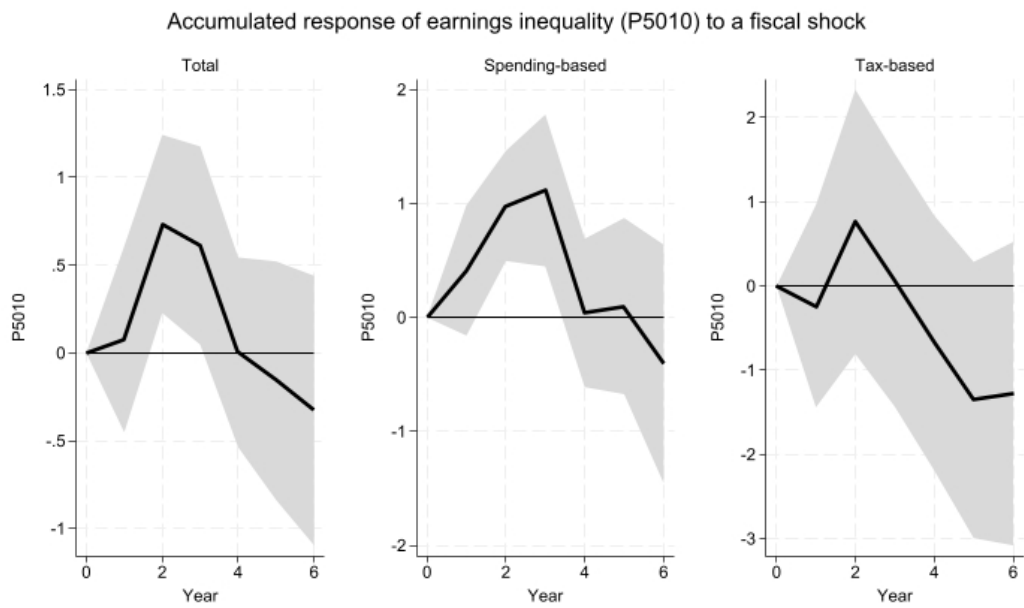 Accumulated response of earnings inequality (P5010) to a fiscal shock
Total
1.5
1
.5
0
-.5
-1
P5010
0 2 4 6
Year
Spending-based
2
1
0
-1
-2
P5010
0 2 4 6
Year
Tax-based
2
1
0
-1
-2
-3
P5010
0 2 4 6
Year